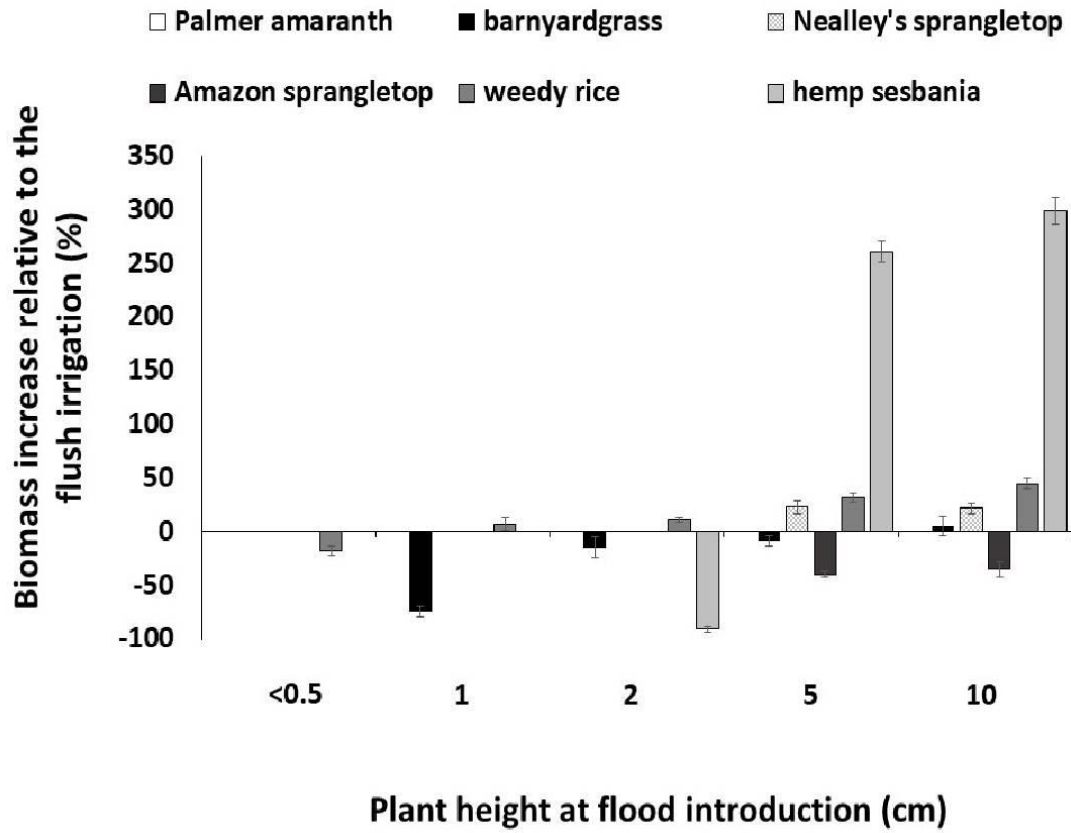 Palmer amaranth
barnyardgrass
Nealley's sprangletop
Amazon sprangletop
weedy rice
hemp sesbania
Biomass increase relative to the
flush irrigation (%)
350
300
250
200
150
100
50
0
-50
-100
<0.5
1
2
5
10
Plant height at flood introduction (cm)